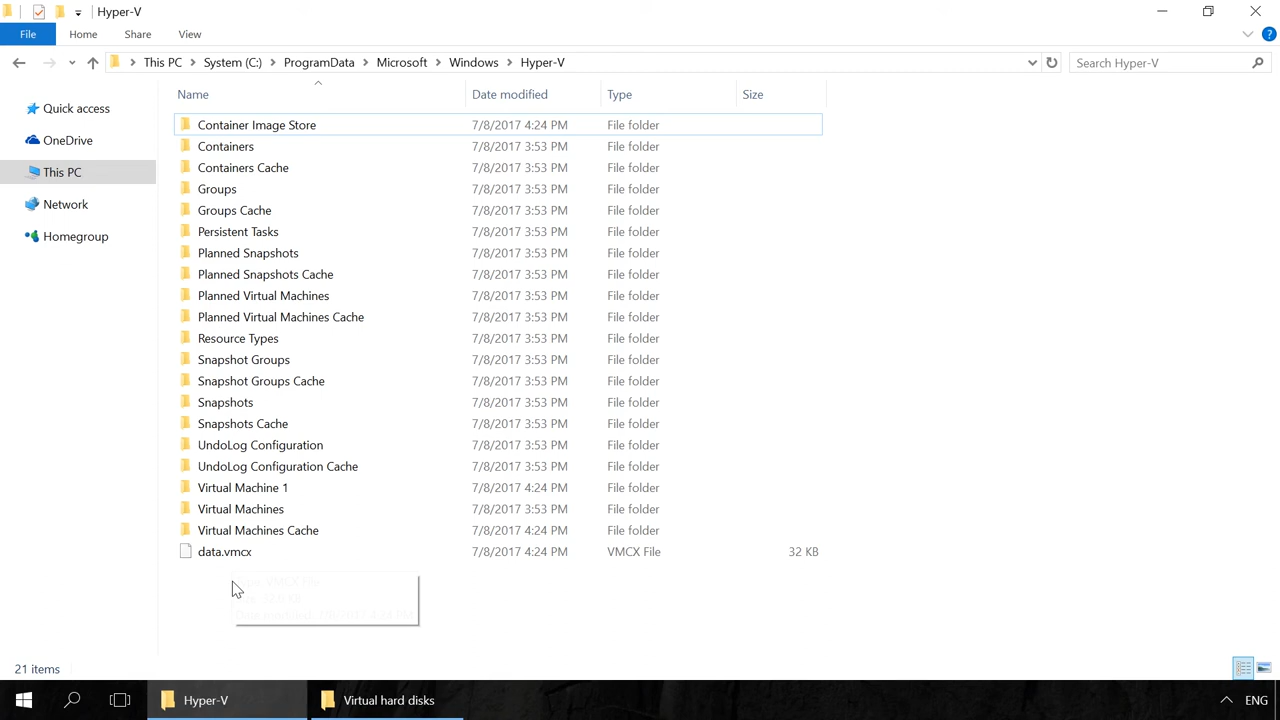 Hyper-V
File Home Share View
This PC System (C:) ProgramData Microsoft Windows Hyper-V Search Hyper-V
Name Date modified Type Size
Quick access
OneDrive
This PC
Network
Homegroup
Container Image Store 7/8/2017 4:24 PM File folder
Containers 7/8/2017 3:53 PM File folder
Containers Cache 7/8/2017 3:53 PM File folder
Groups 7/8/2017 3:53 PM File folder
Groups Cache 7/8/2017 3:53 PM File folder
Persistent Tasks 7/8/2017 3:53 PM File folder
Planned Snapshots 7/8/2017 3:53 PM File folder
Planned Snapshots Cache 7/8/2017 3:53 PM File folder
Planned Virtual Machines 7/8/2017 3:53 PM File folder
Planned Virtual Machines Cache 7/8/2017 3:53 PM File folder
Resource Types 7/8/2017 3:53 PM File folder
Snapshot Groups 7/8/2017 3:53 PM File folder
Snapshot Groups Cache 7/8/2017 3:53 PM File folder
Snapshots 7/8/2017 3:53 PM File folder
Snapshots Cache 7/8/2017 3:53 PM File folder
UndoLog Configuration 7/8/2017 3:53 PM File folder
UndoLog Configuration Cache 7/8/2017 3:53 PM File folder
Virtual Machine 1 7/8/2017 4:24 PM File folder
Virtual Machines 7/8/2017 3:53 PM File folder
Virtual Machines Cache 7/8/2017 4:24 PM File folder
data.vmcx 7/8/2017 4:24 PM VMCX File 32 KB
21 items
Hyper-V Virtual hard disks ENG